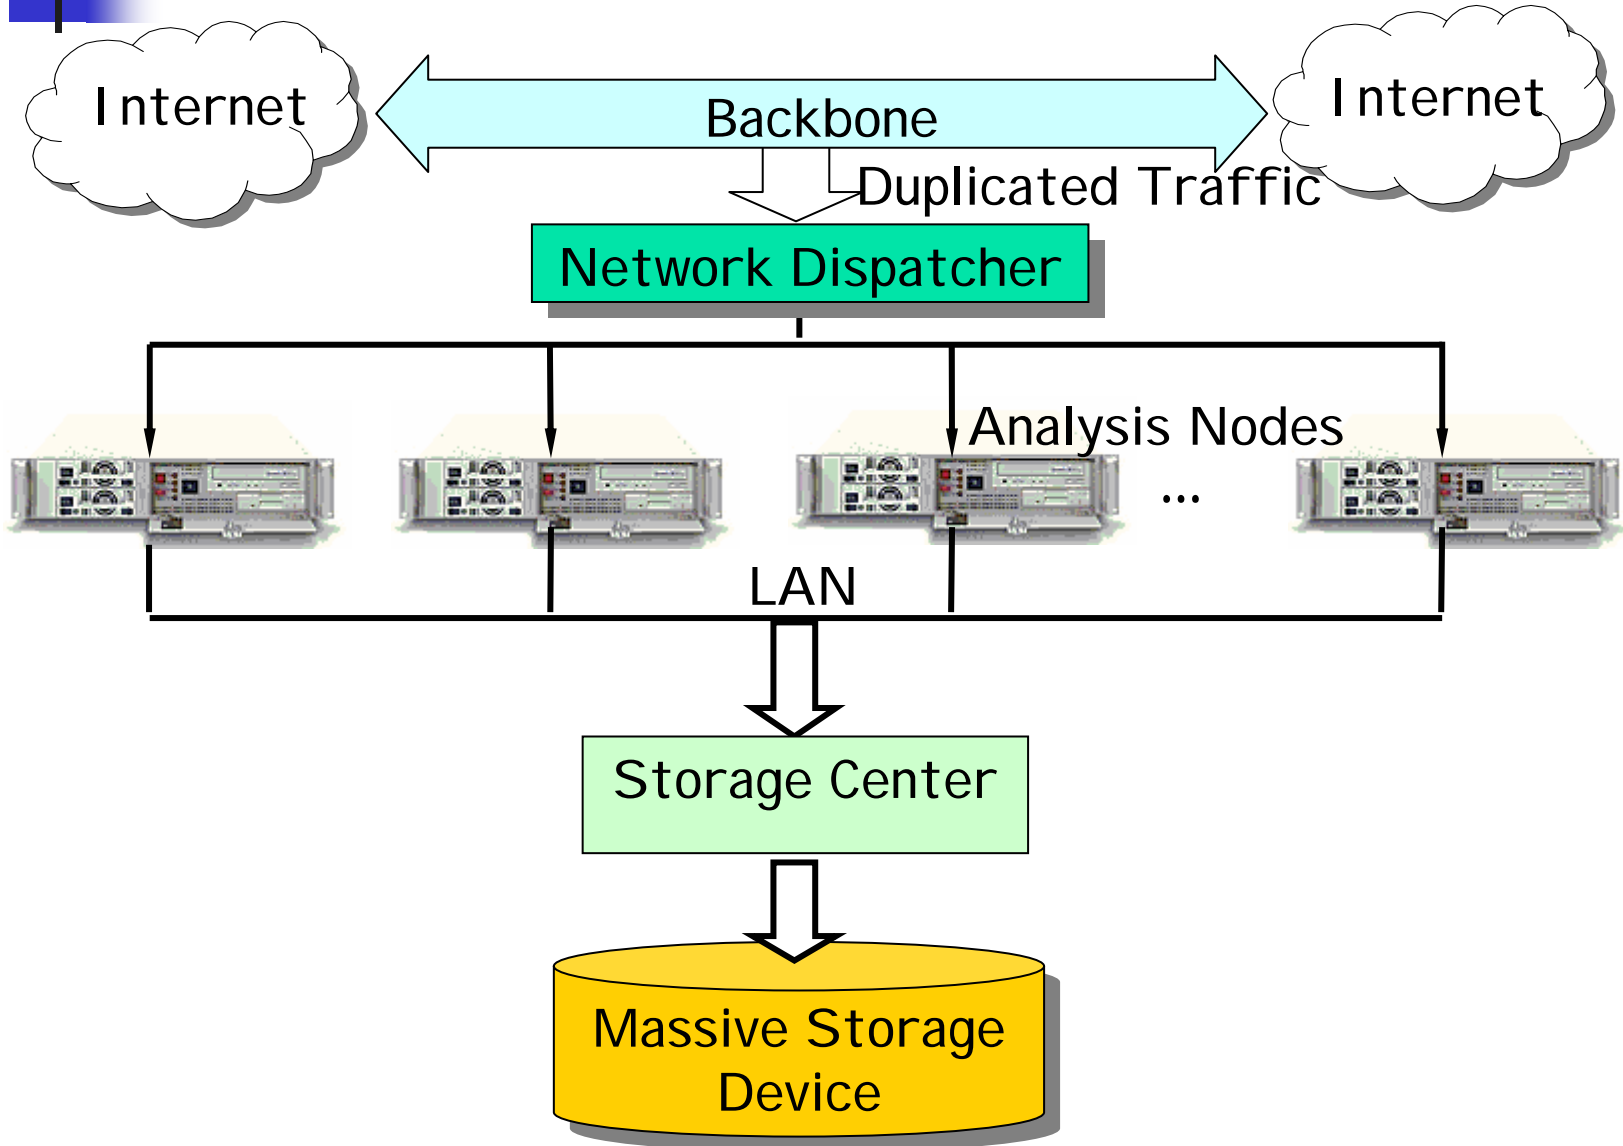 Internet
Internet
Backbone
Duplicated Traffic
Network Dispatcher
Analysis Nodes
...
LAN
Storage Center
Massive Storage
Device